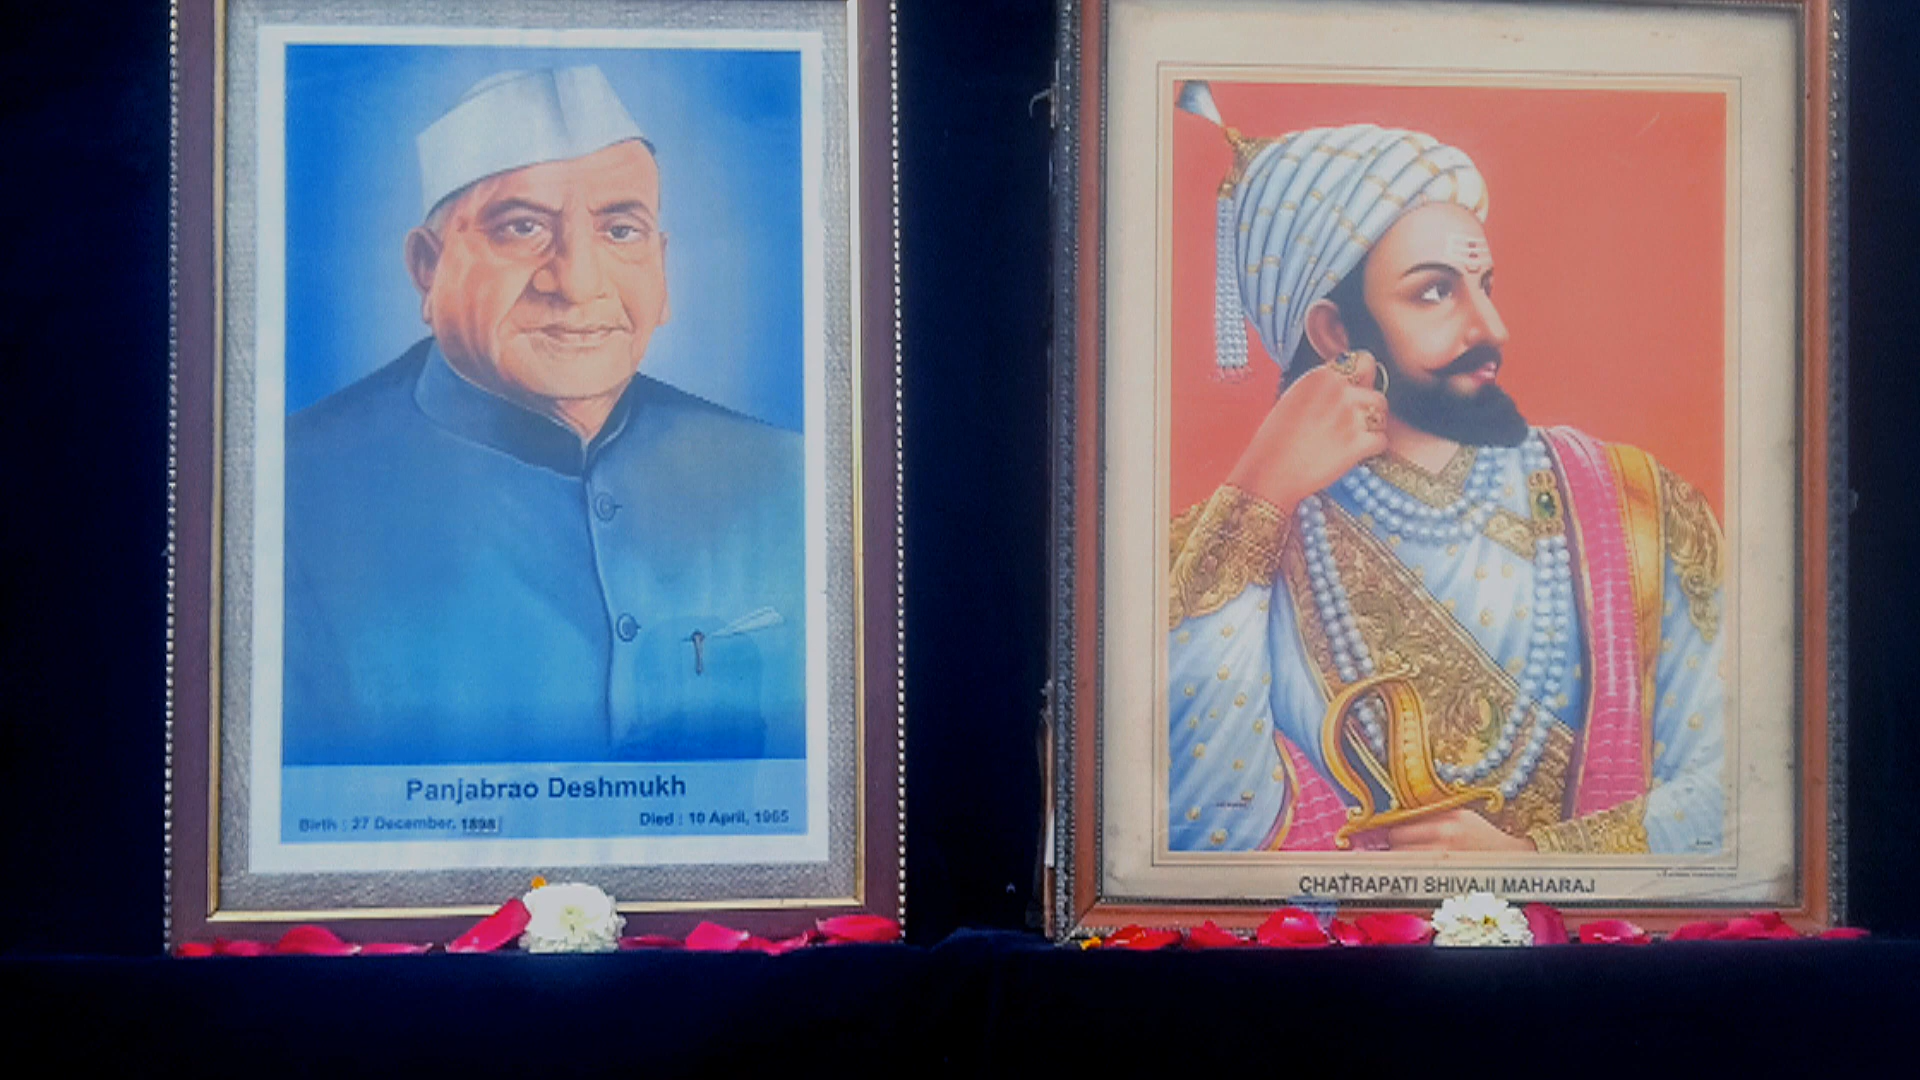 Panjabrao Deshmukh
Birth : 27 December, 1898
Died : 10 April, 1965
CHATRAPATI SHIVAJI MAHARAJ